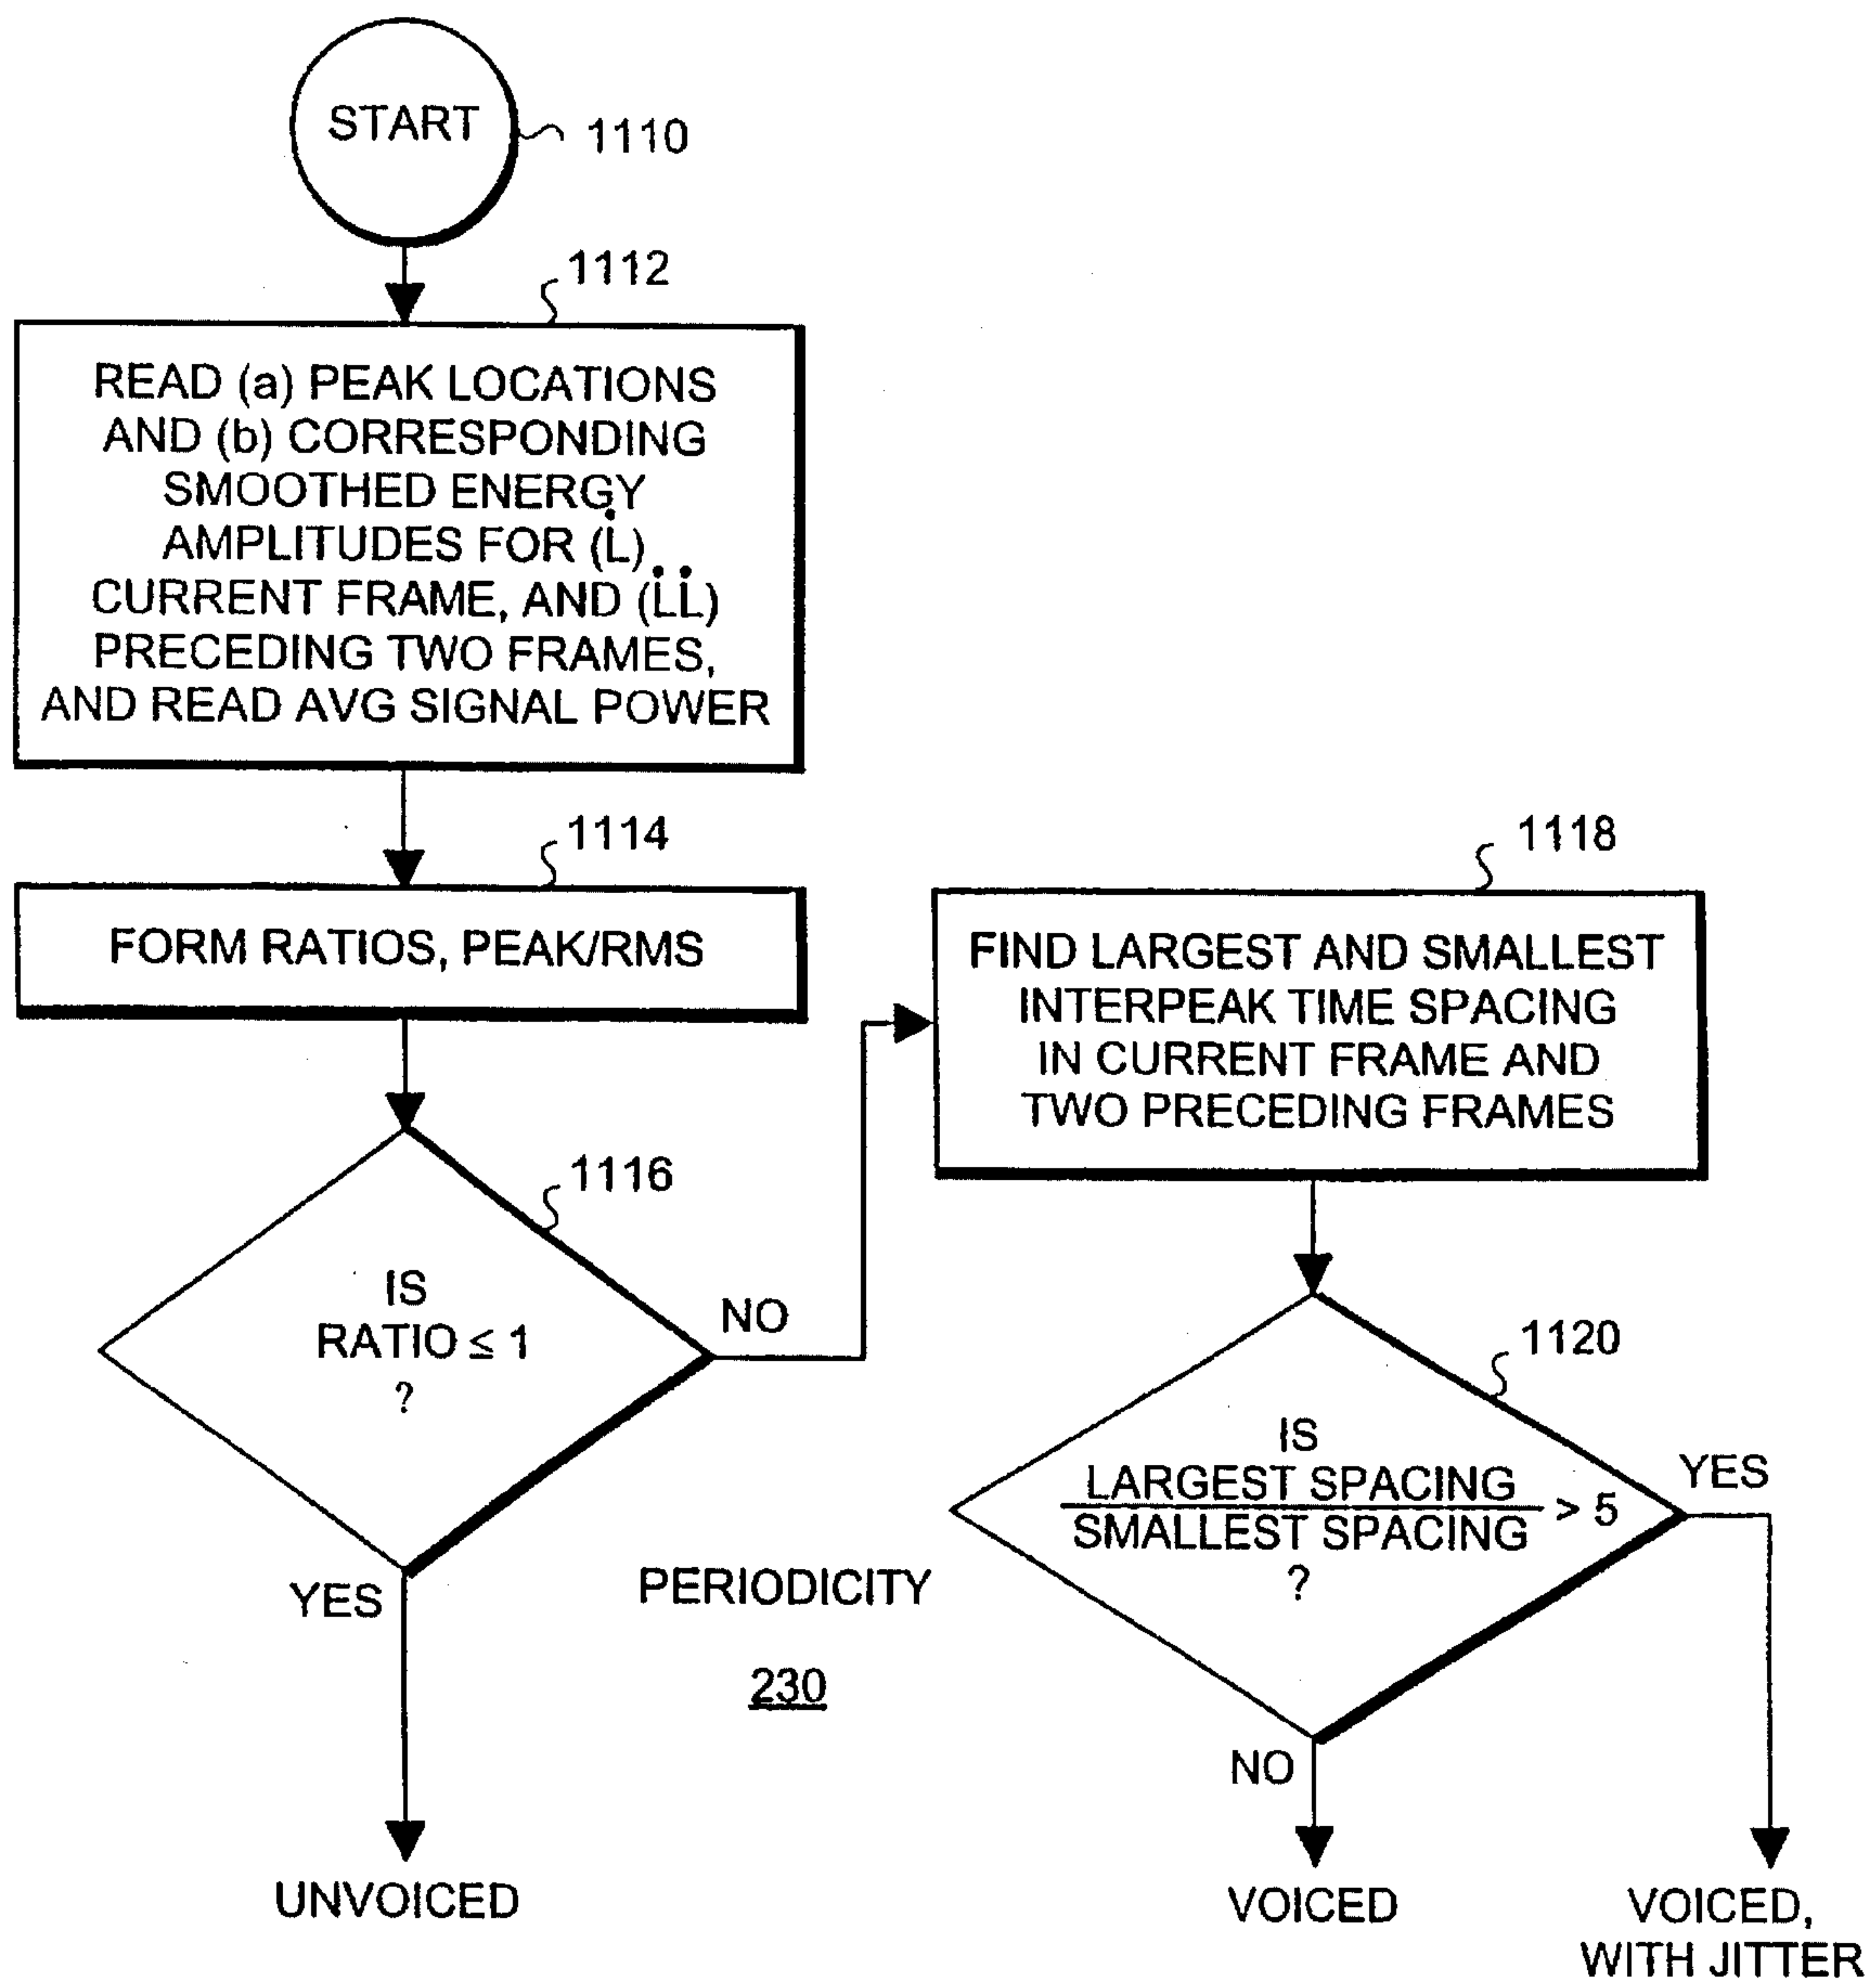 START
1110
1112
READ (a) PEAK LOCATIONS
AND (b) CORRESPONDING
SMOOTHED ENERGY
AMPLITUDES FOR (L̇)
CURRENT FRAME, AND (L̇L̇)
PRECEDING TWO FRAMES,
AND READ AVG SIGNAL POWER
1114
FORM RATIOS, PEAK/RMS
1116
IS
RATIO ≤ 1
?
NO
YES
UNVOICED
1118
FIND LARGEST AND SMALLEST
INTERPEAK TIME SPACING
IN CURRENT FRAME AND
TWO PRECEDING FRAMES
1120
IS
LARGEST SPACING
SMALLEST SPACING
> 5
?
YES
NO
VOICED
VOICED,
WITH JITTER
PERIODICITY
230